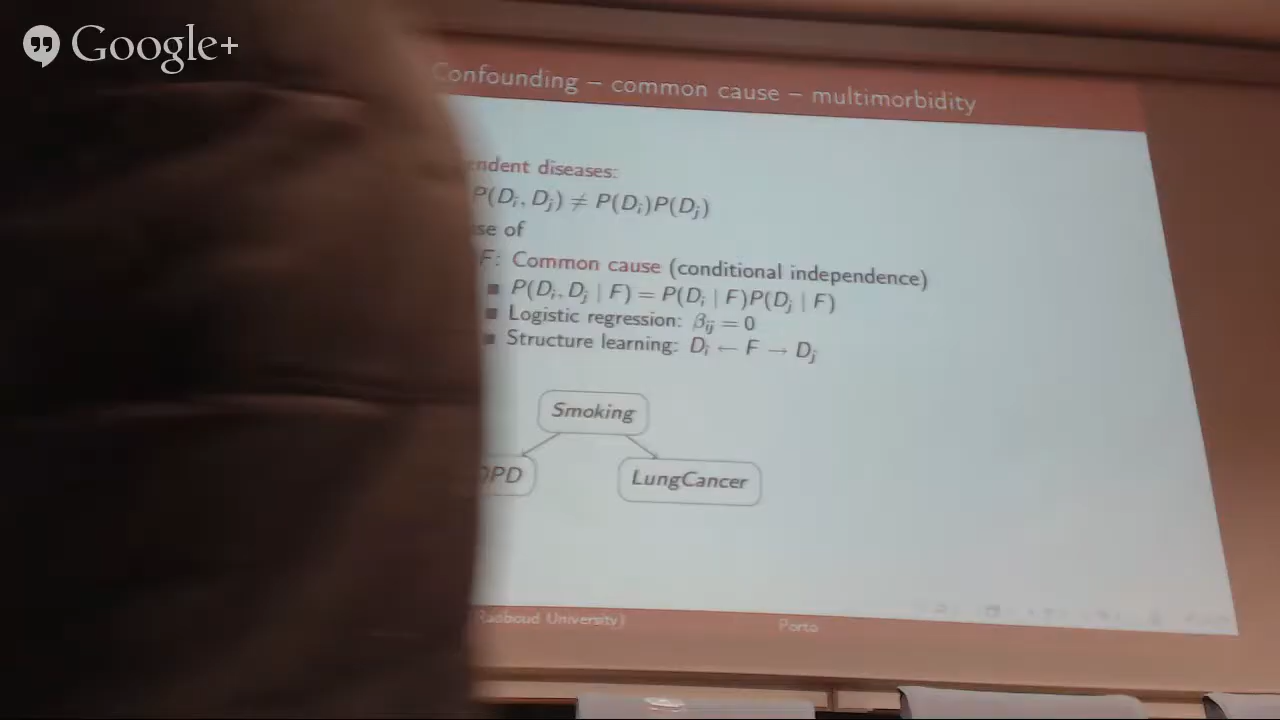 Google+
Confounding – common cause – multimorbidity
ndent diseases:
P(Dᵢ, Dⱼ) ≠ P(Dᵢ)P(Dⱼ)
se of
F: Common cause (conditional independence)
■ P(Dᵢ, Dⱼ | F) = P(Dᵢ | F)P(Dⱼ | F)
■ Logistic regression: βᵢⱼ = 0
■ Structure learning: Dᵢ ← F → Dⱼ
Smoking
OPD
LungCancer
Radboud University)
Porto